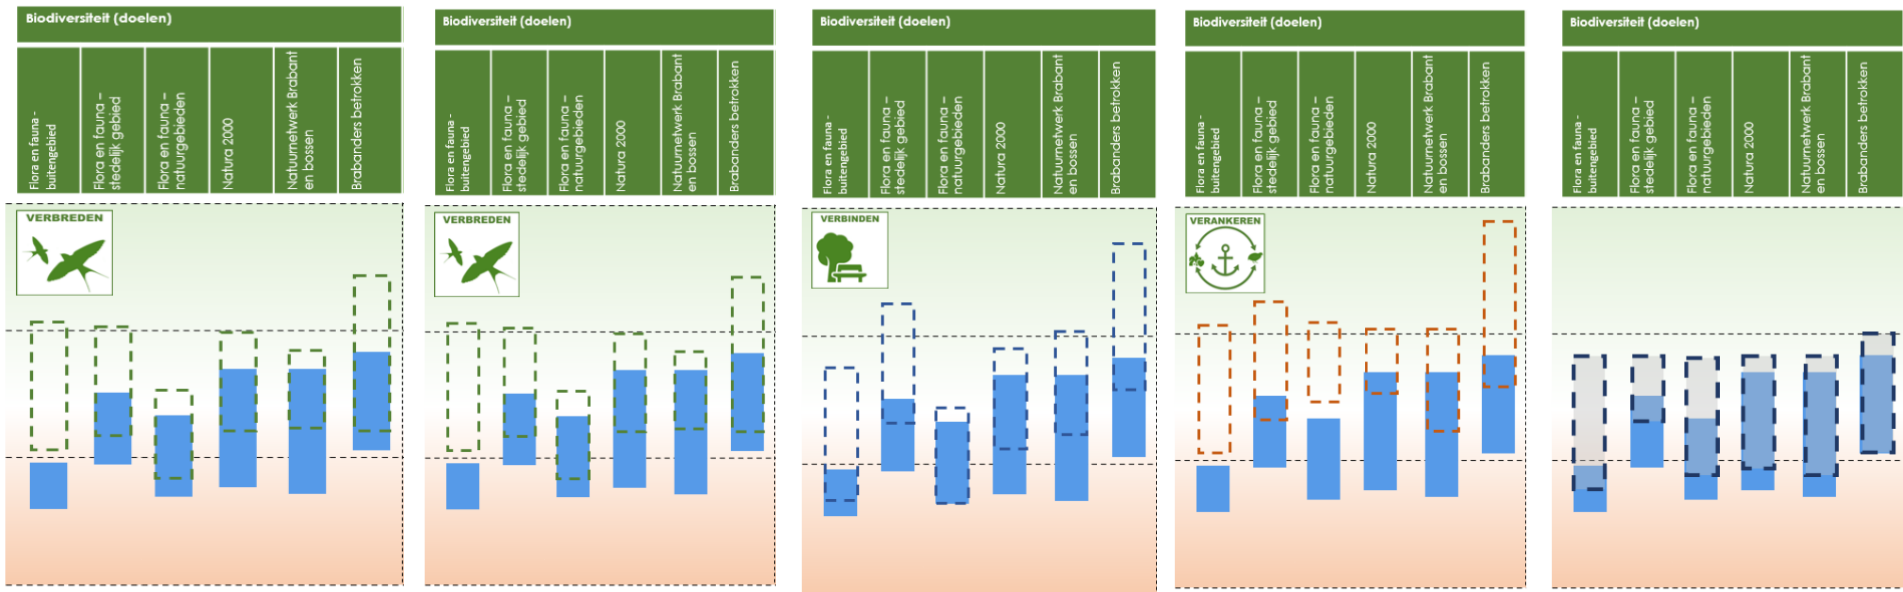 Biodiversiteit (doelen)
Flora en fauna -
buitengebied
Flora en fauna –
stedelijk gebied
Flora en fauna –
natuurgebieden
Natura 2000
Natuurnetwerk Brabant
en bossen
Brabanders betrokken
VERBREDEN
Biodiversiteit (doelen)
Flora en fauna -
buitengebied
Flora en fauna –
stedelijk gebied
Flora en fauna –
natuurgebieden
Natura 2000
Natuurnetwerk Brabant
en bossen
Brabanders betrokken
VERBREDEN
Biodiversiteit (doelen)
Flora en fauna -
buitengebied
Flora en fauna –
stedelijk gebied
Flora en fauna –
natuurgebieden
Natura 2000
Natuurnetwerk Brabant
en bossen
Brabanders betrokken
VERBINDEN
Biodiversiteit (doelen)
Flora en fauna -
buitengebied
Flora en fauna –
stedelijk gebied
Flora en fauna –
natuurgebieden
Natura 2000
Natuurnetwerk Brabant
en bossen
Brabanders betrokken
VERANKEREN
Biodiversiteit (doelen)
Flora en fauna -
buitengebied
Flora en fauna –
stedelijk gebied
Flora en fauna –
natuurgebieden
Natura 2000
Natuurnetwerk Brabant
en bossen
Brabanders betrokken